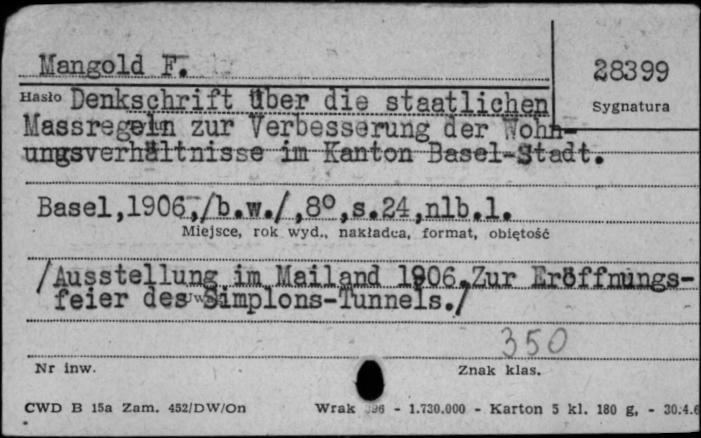 Mangold F.
28399
Hasło Denkschrift über die staatlichen
Sygnatura
Massregeln zur Verbesserung der Wohn-
ungsverhältnisse im Kanton Basel-Stadt.
Basel,1906,/b.w./,8°,s.24,nlb.1.
Miejsce, rok wyd., nakładca, format, objętość
/Ausstellung im Mailand 1906.Zur Eröffnungs-
feier des Simplons-Tunnels./
350
Nr inw.
Znak klas.
CWD B 15a Zam. 452/DW/On
Wrak - 1.730.000 - Karton 5 kl. 180 g, - 30.4.6